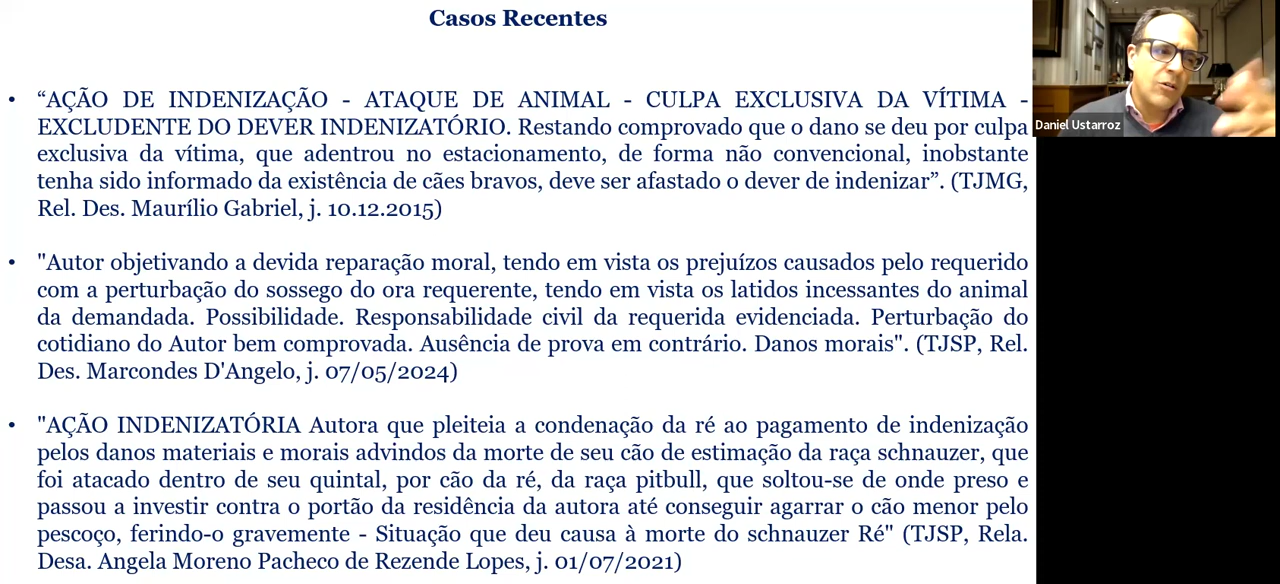 Casos Recentes
• “AÇÃO DE INDENIZAÇÃO - ATAQUE DE ANIMAL - CULPA EXCLUSIVA DA VÍTIMA -
EXCLUDENTE DO DEVER INDENIZATÓRIO. Restando comprovado que o dano se deu por culpa
exclusiva da vítima, que adentrou no estacionamento, de forma não convencional, inobstante
tenha sido informado da existência de cães bravos, deve ser afastado o dever de indenizar”. (TJMG,
Rel. Des. Maurílio Gabriel, j. 10.12.2015)
• "Autor objetivando a devida reparação moral, tendo em vista os prejuízos causados pelo requerido
com a perturbação do sossego do ora requerente, tendo em vista os latidos incessantes do animal
da demandada. Possibilidade. Responsabilidade civil da requerida evidenciada. Perturbação do
cotidiano do Autor bem comprovada. Ausência de prova em contrário. Danos morais". (TJSP, Rel.
Des. Marcondes D'Angelo, j. 07/05/2024)
• "AÇÃO INDENIZATÓRIA Autora que pleiteia a condenação da ré ao pagamento de indenização
pelos danos materiais e morais advindos da morte de seu cão de estimação da raça schnauzer, que
foi atacado dentro de seu quintal, por cão da ré, da raça pitbull, que soltou-se de onde preso e
passou a investir contra o portão da residência da autora até conseguir agarrar o cão menor pelo
pescoço, ferindo-o gravemente - Situação que deu causa à morte do schnauzer Ré" (TJSP, Rela.
Desa. Angela Moreno Pacheco de Rezende Lopes, j. 01/07/2021)
Daniel Ustarroz